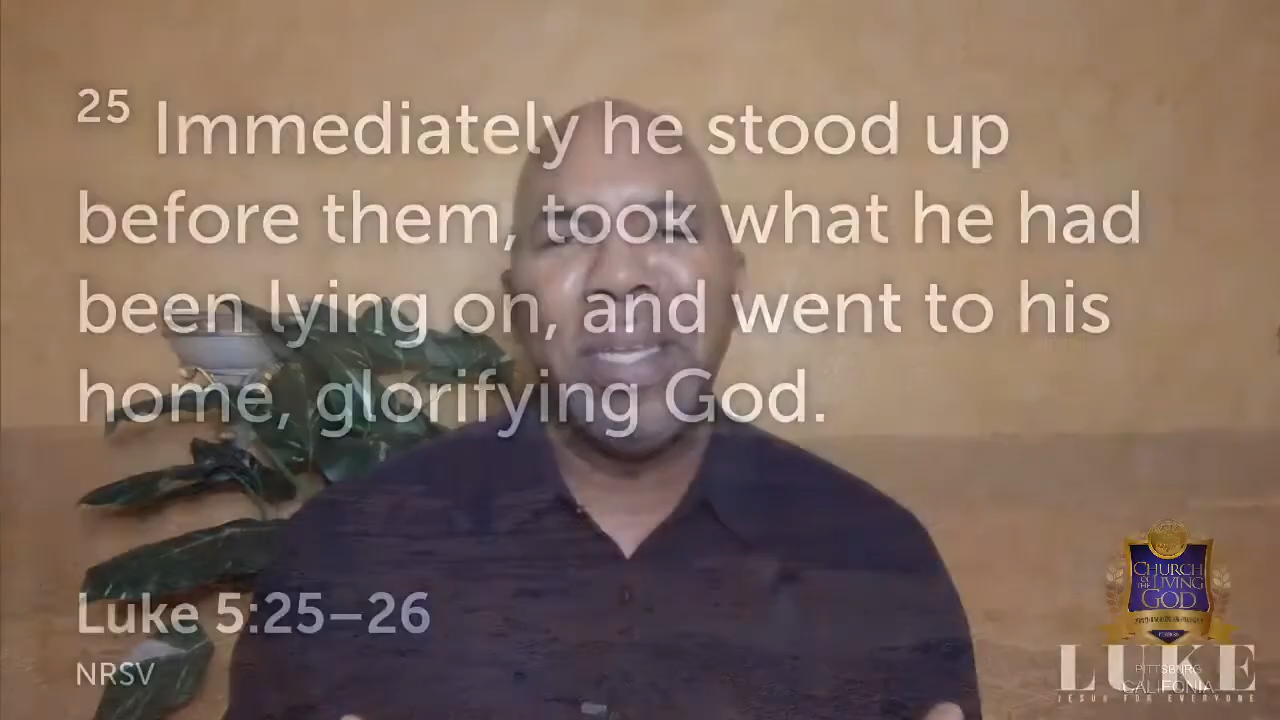 25 Immediately he stood up
before them, took what he had
been lying on, and went to his
home, glorifying God.
Luke 5:25–26
NRSV
CHURCH
OF THE LIVING
GOD
LUKE
PITTSBURG
CALIFONIA
JESUS FOR EVERYONE